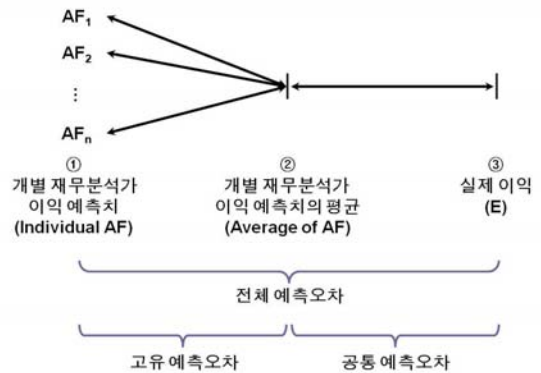 AF1
AF2
⋮
AFn
①
개별 재무분석가
이익 예측치
(Individual AF)
②
개별 재무분석가
이익 예측치의 평균
(Average of AF)
③
실제 이익
(E)
전체 예측오차
고유 예측오차
공통 예측오차